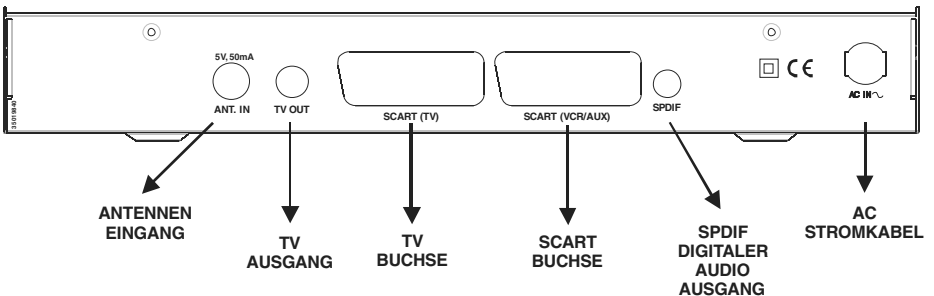 5V,50mA
ANT. IN
TV OUT
SCART (TV)
SCART (VCR/AUX)
SPDIF
CE
AC IN~
35019840
ANTENNEN
EINGANG
TV
AUSGANG
TV
BUCHSE
SCART
BUCHSE
SPDIF
DIGITALER
AUDIO
AUSGANG
AC
STROMKABEL